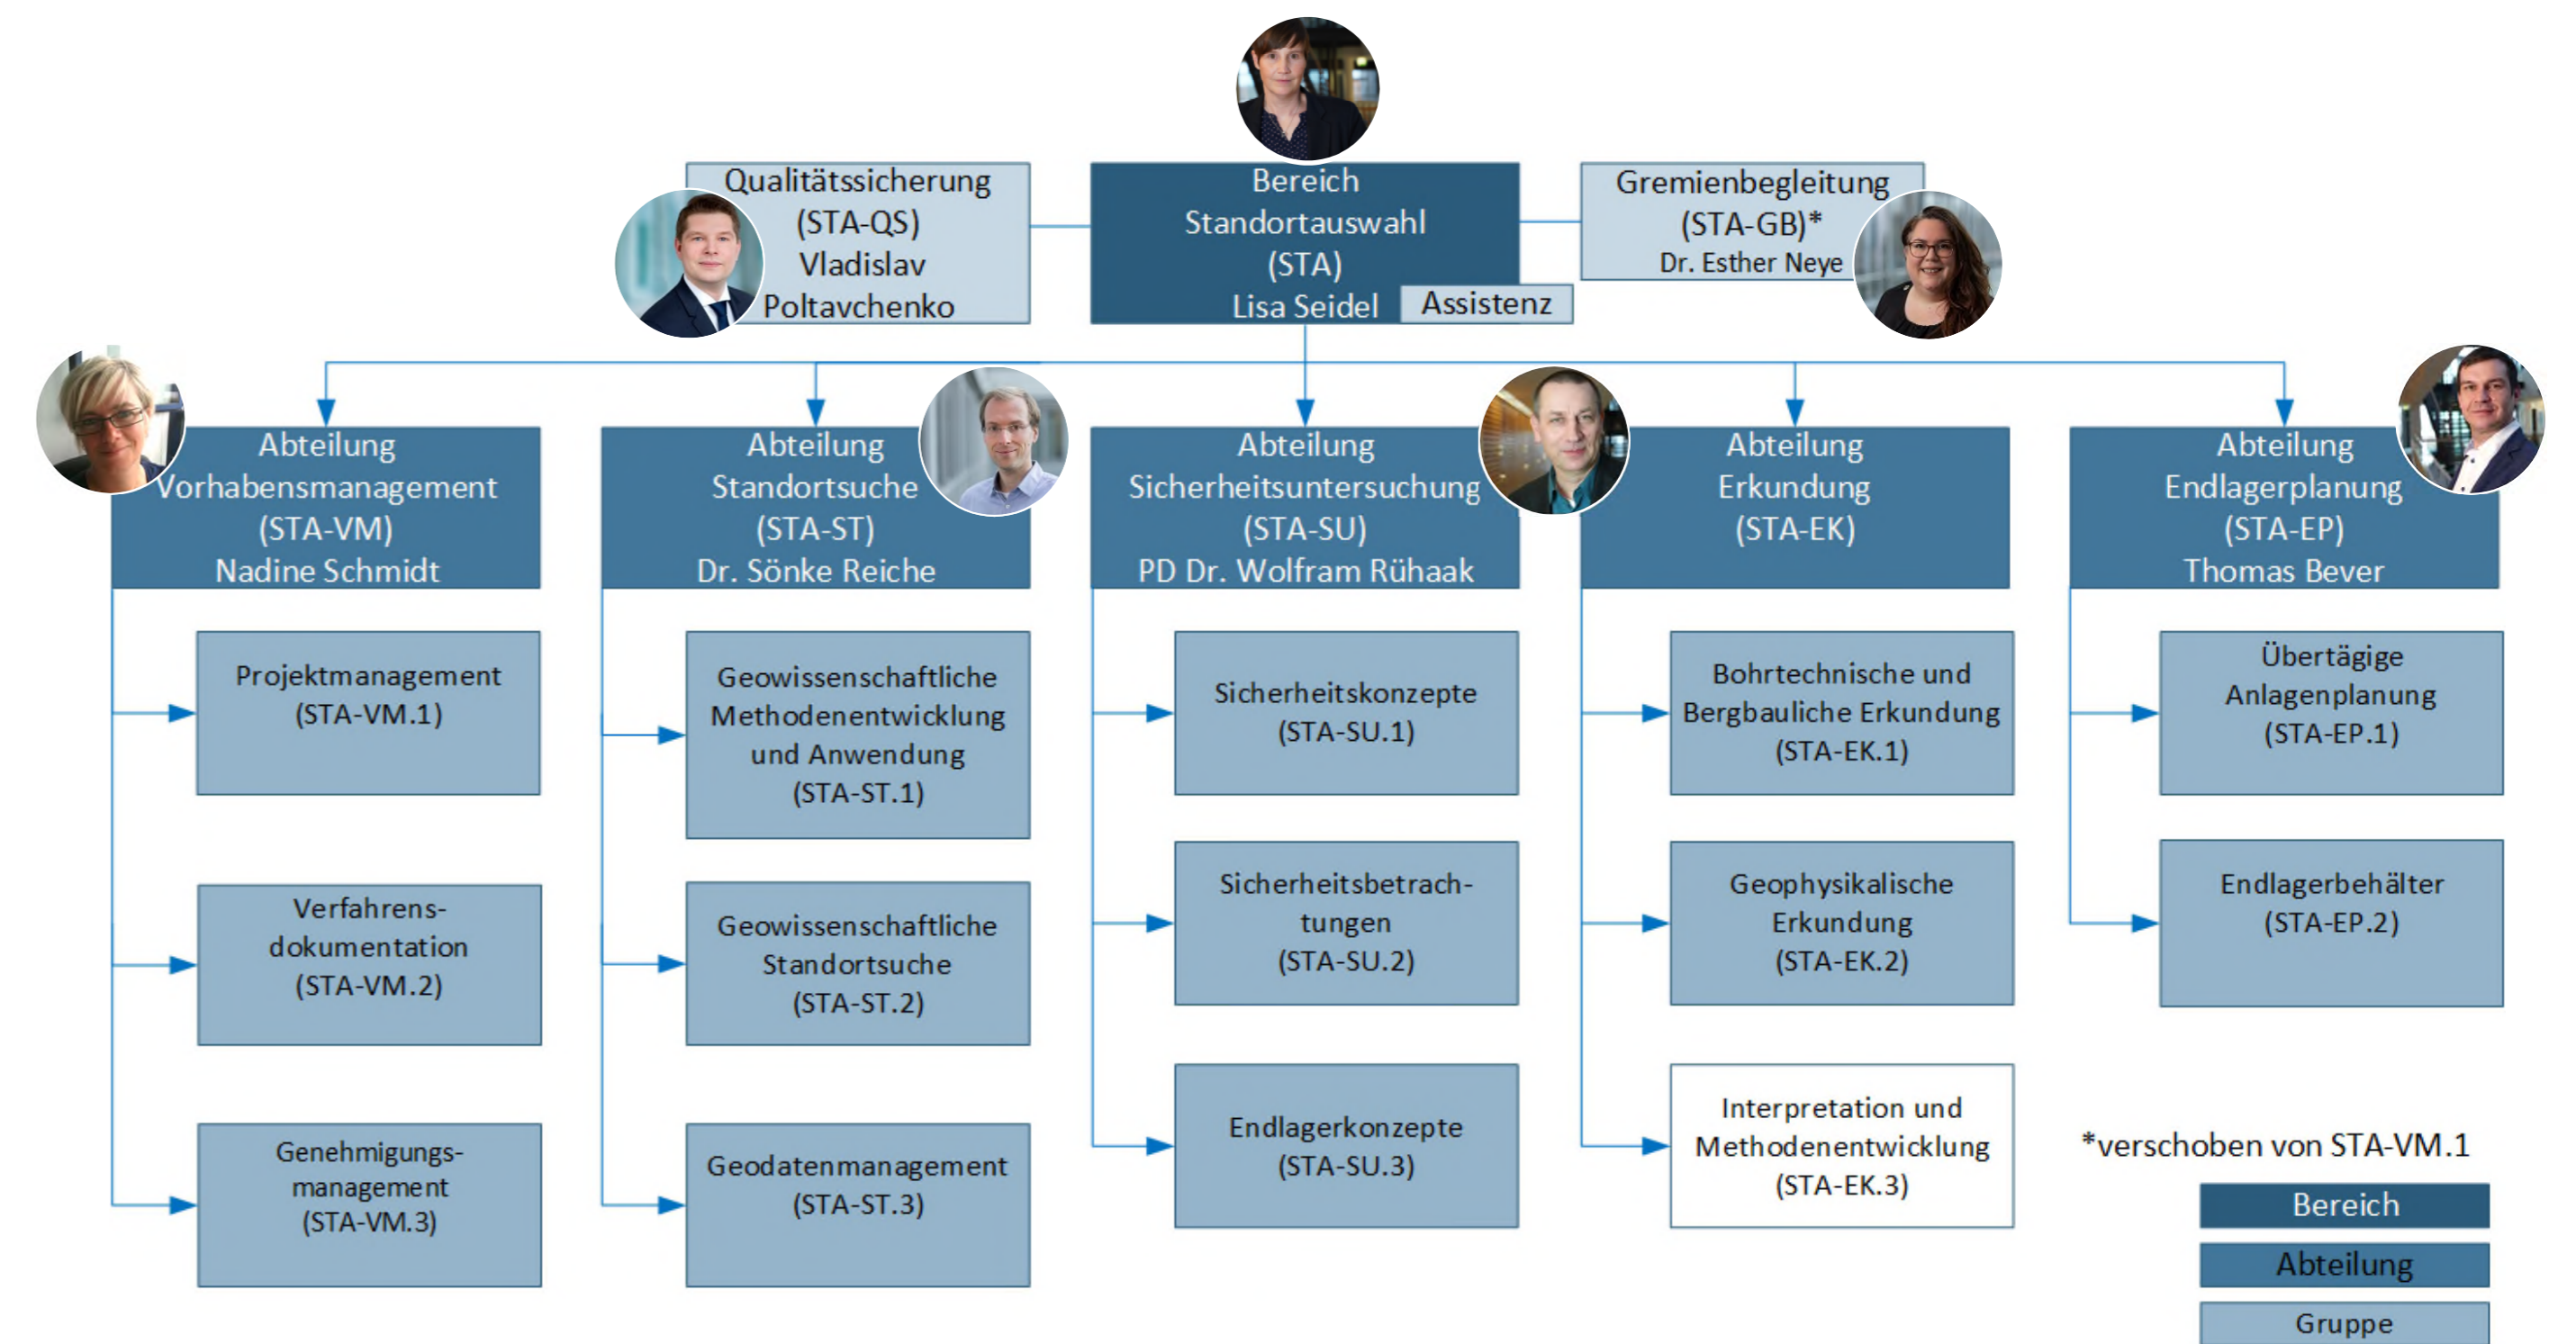 Qualitätssicherung
(STA-QS)
Vladislav
Poltavchenko
Bereich
Standortauswahl
(STA)
Lisa Seidel
Assistenz
Gremienbegleitung
(STA-GB)*
Dr. Esther Neye
Abteilung
Vorhabensmanagement
(STA-VM)
Nadine Schmidt
Abteilung
Standortsuche
(STA-ST)
Dr. Sönke Reiche
Abteilung
Sicherheitsuntersuchung
(STA-SU)
PD Dr. Wolfram Rühaak
Abteilung
Erkundung
(STA-EK)
Abteilung
Endlagerplanung
(STA-EP)
Thomas Bever
Projektmanagement
(STA-VM.1)
Verfahrens-
dokumentation
(STA-VM.2)
Genehmigungs-
management
(STA-VM.3)
Geowissenschaftliche
Methodenentwicklung
und Anwendung
(STA-ST.1)
Geowissenschaftliche
Standortsuche
(STA-ST.2)
Geodatenmanagement
(STA-ST.3)
Sicherheitskonzepte
(STA-SU.1)
Sicherheitsbetrach-
tungen
(STA-SU.2)
Endlagerkonzepte
(STA-SU.3)
Bohrtechnische und
Bergbauliche Erkundung
(STA-EK.1)
Geophysikalische
Erkundung
(STA-EK.2)
Interpretation und
Methodenentwicklung
(STA-EK.3)
Übertägige
Anlagenplanung
(STA-EP.1)
Endlagerbehälter
(STA-EP.2)
*verschoben von STA-VM.1
Bereich
Abteilung
Gruppe